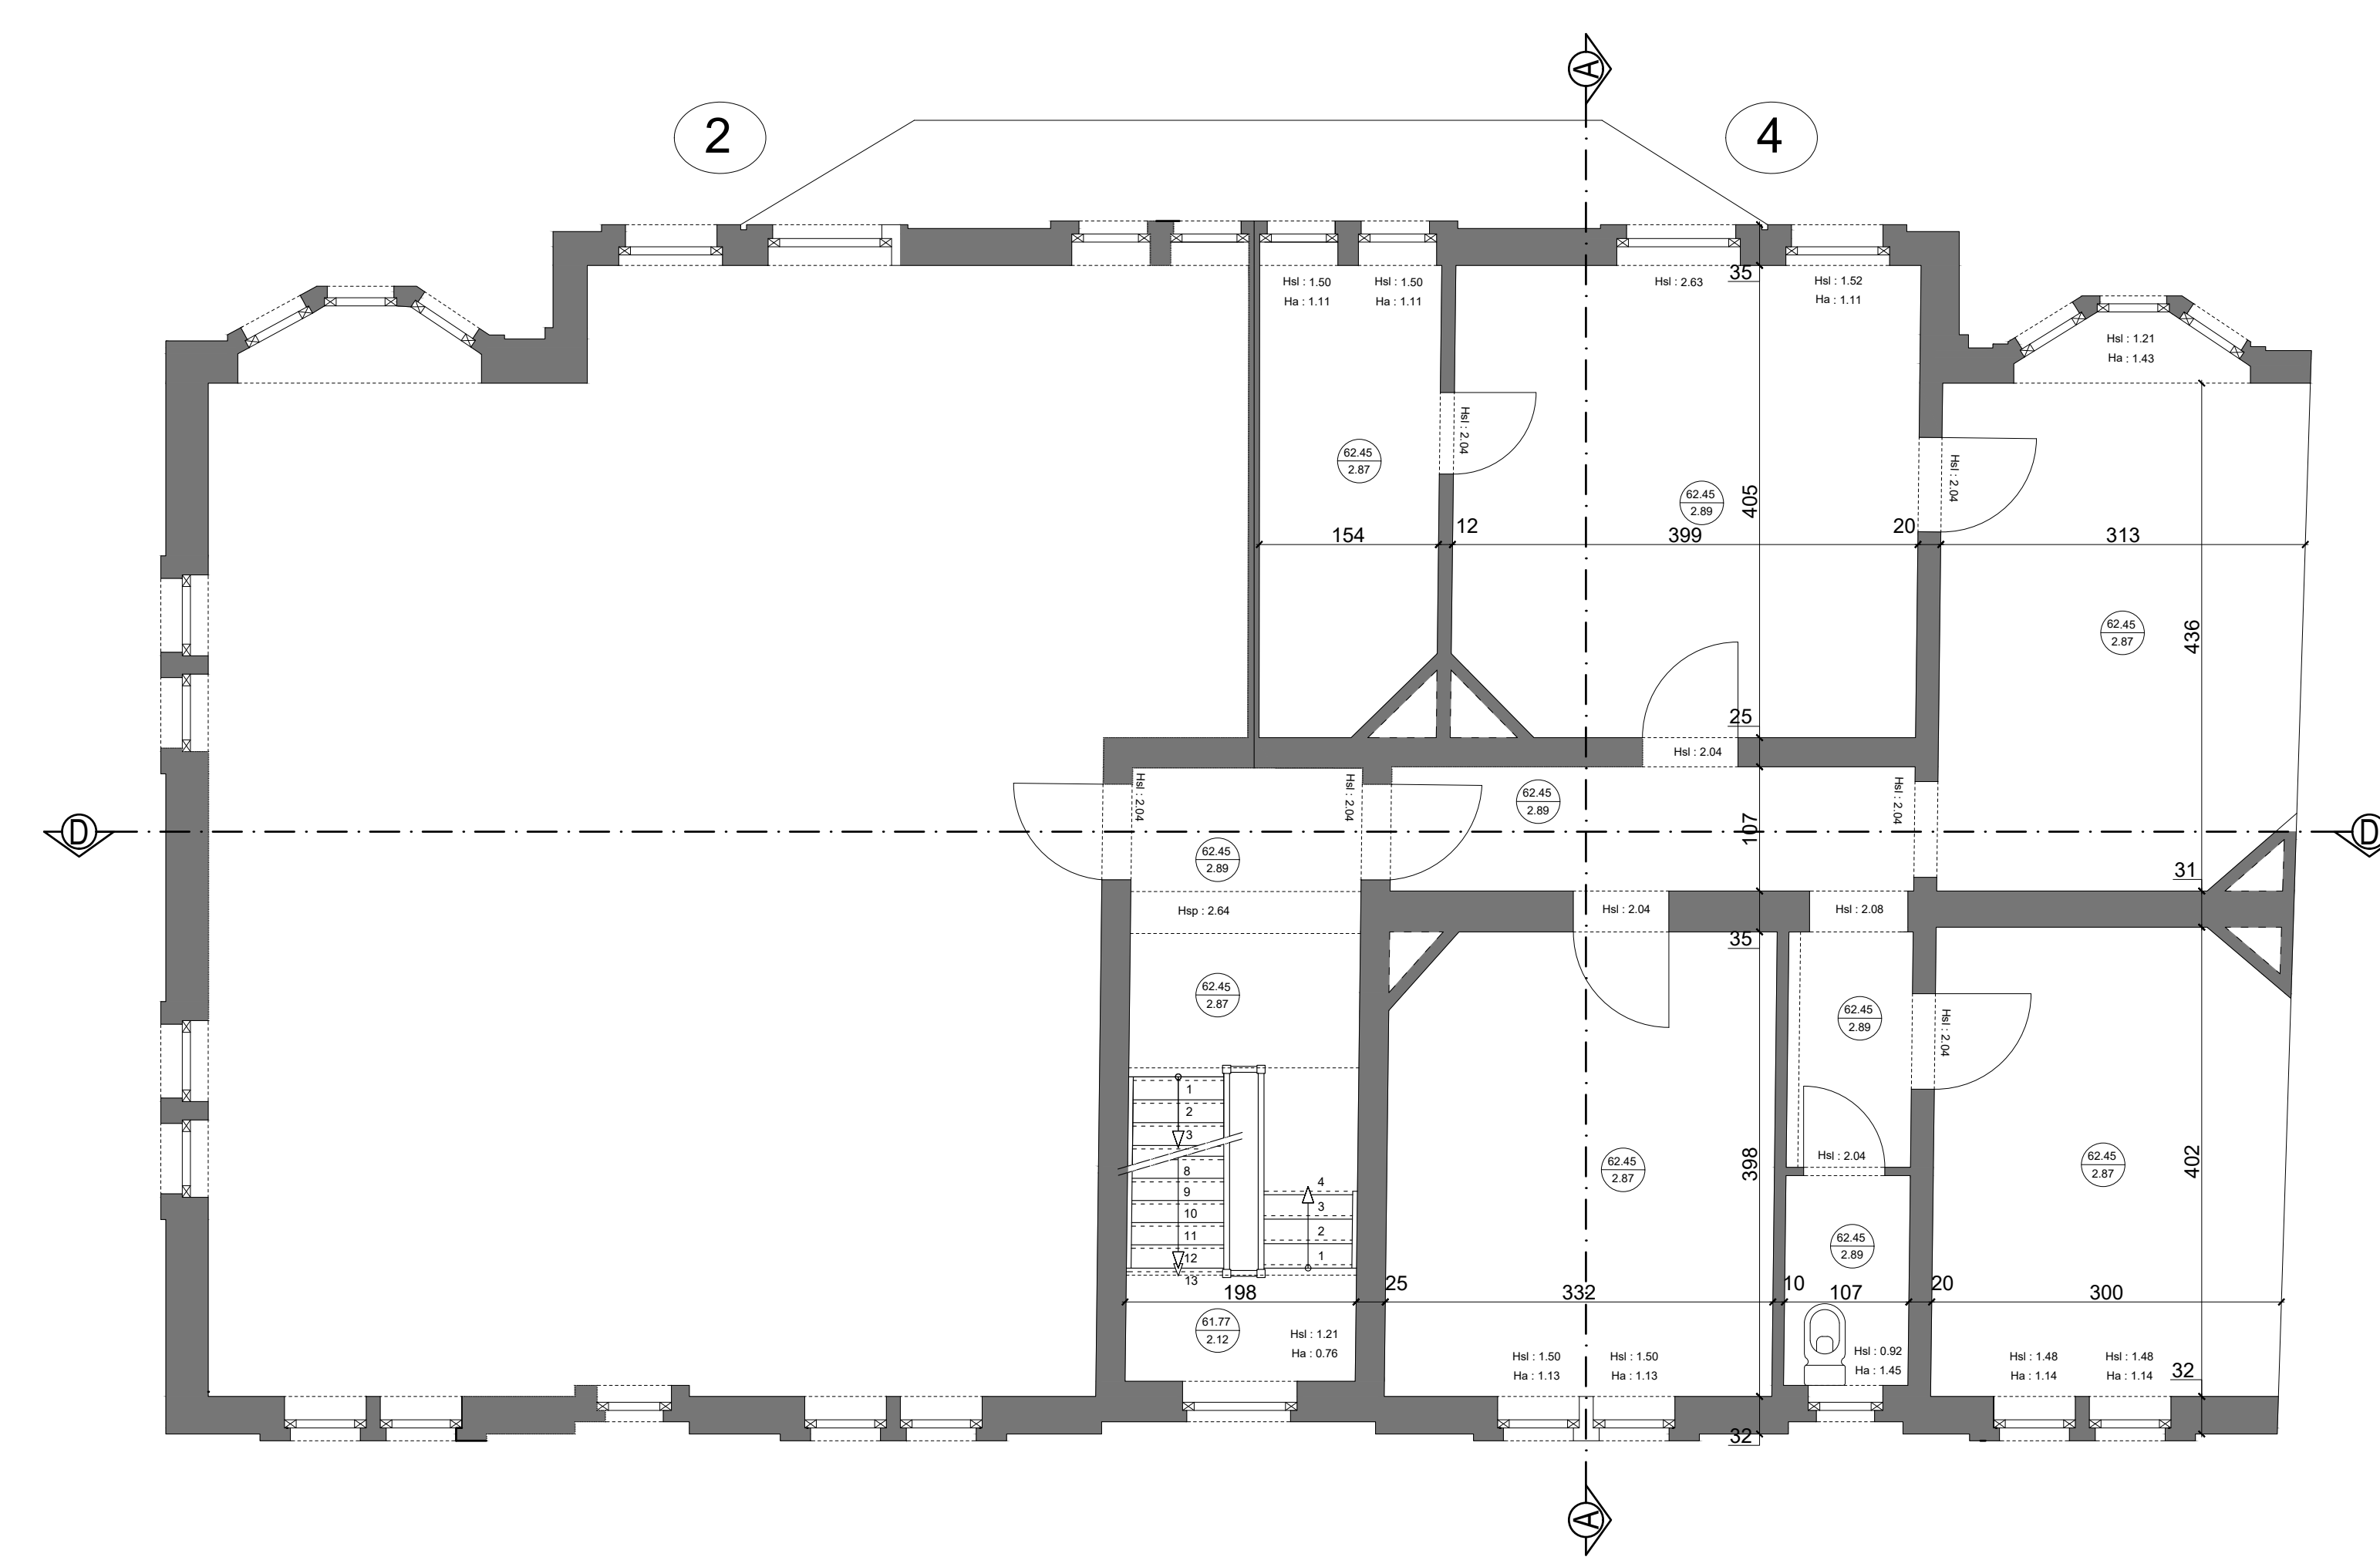 A
2
4
35
Hsl : 1.50
Hsl : 1.50
Hsl : 2.63
Hsl : 1.52
Ha : 1.11
Ha : 1.11
Ha : 1.11
Hsl : 1.21
Ha : 1.43
Hsl : 2.04
62.45
2.87
Hsl : 2.04
62.45
2.89
405
154
12
399
20
313
62.45
2.87
436
25
Hsl : 2.04
Hsl : 2.04
Hsl : 2.04
62.45
2.89
Hsl : 2.04
D
107
D
62.45
2.89
31
Hsp : 2.64
Hsl : 2.04
Hsl : 2.08
35
62.45
2.87
62.45
2.89
Hsl : 2.04
1
2
3
8
9
10
11
12
13
4
3
2
1
62.45
2.87
398
Hsl : 2.04
62.45
2.87
402
62.45
2.89
198
25
332
10
107
20
300
61.77
2.12
Hsl : 1.21
Ha : 0.76
Hsl : 1.50
Hsl : 1.50
Ha : 1.13
Ha : 1.13
Hsl : 0.92
Ha : 1.45
Hsl : 1.48
Hsl : 1.48
Ha : 1.14
Ha : 1.14
32
32
A